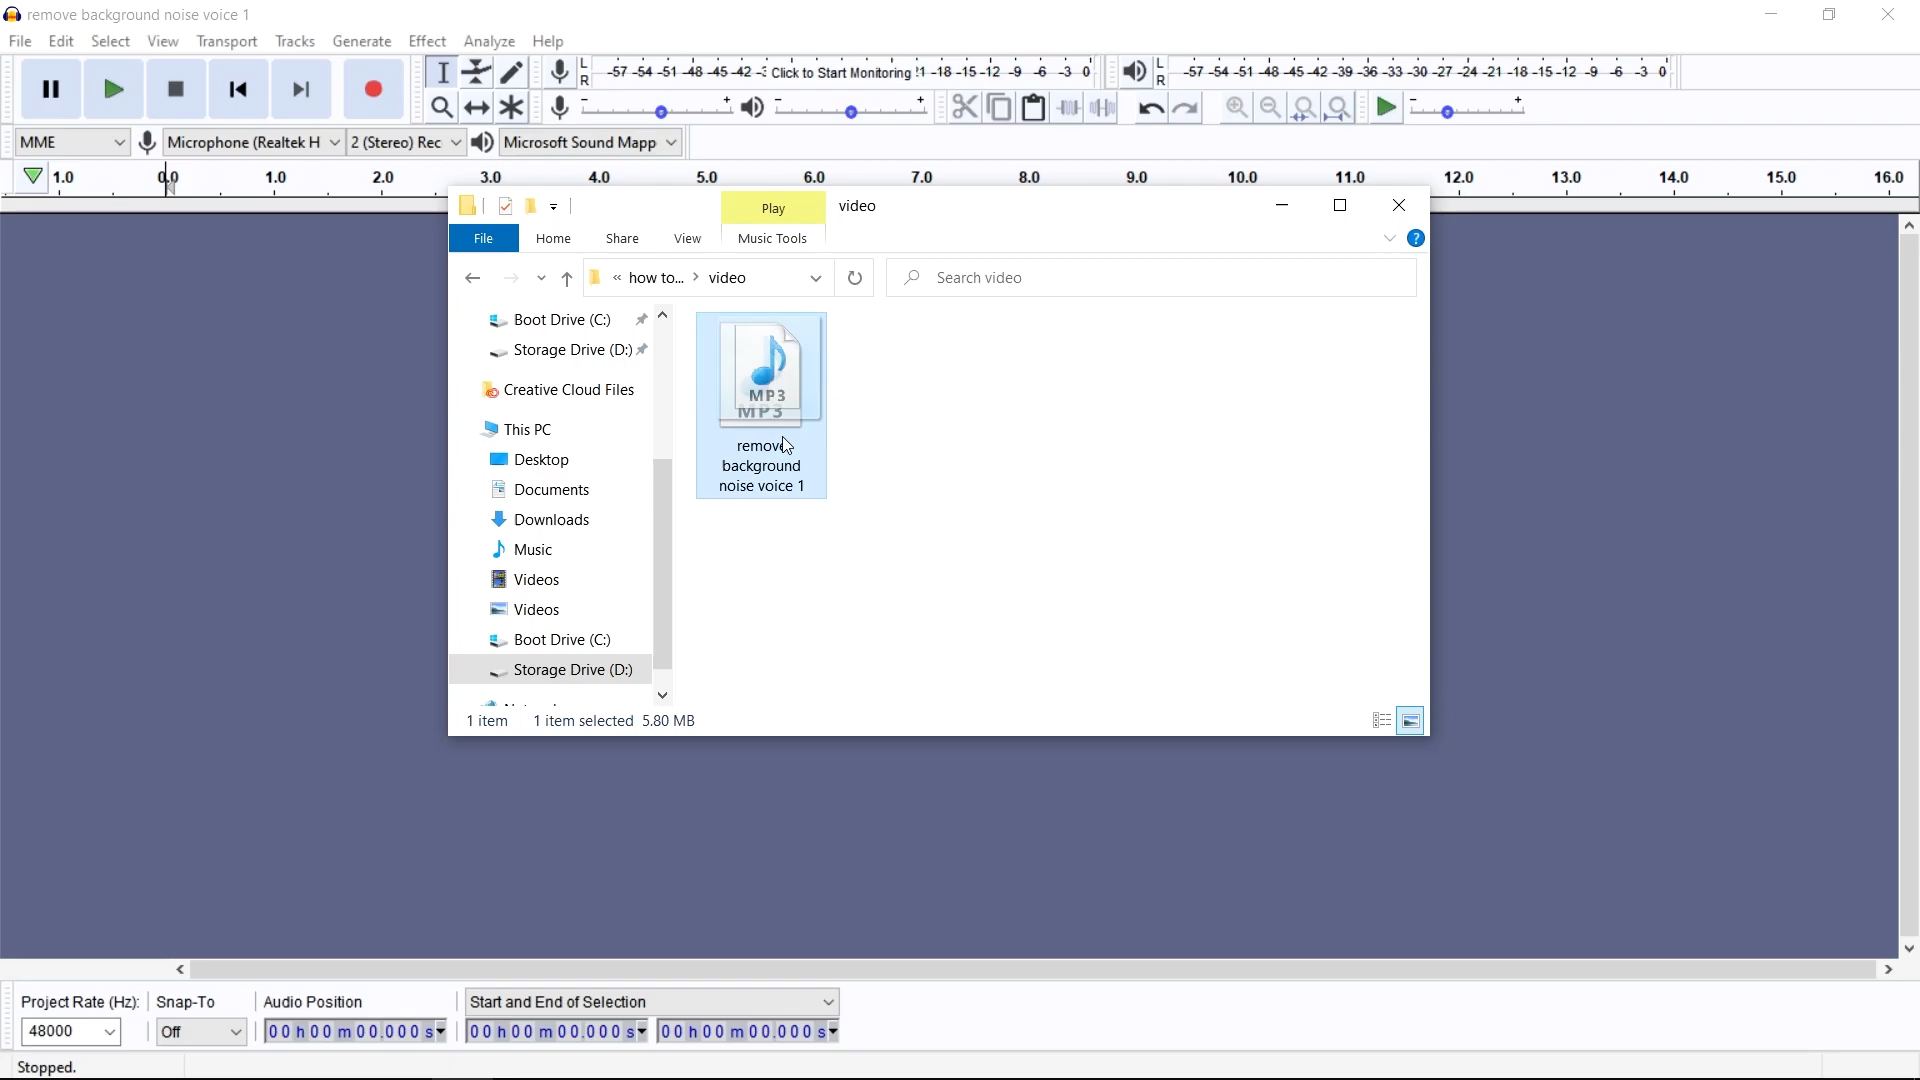 remove background noise voice 1
File Edit Select View Transport Tracks Generate Effect Analyze Help
L
R
-57 -54 -51 -48 -45 -42 -3 Click to Start Monitoring !1 -18 -15 -12 -9 -6 -3 0
L
R
-57 -54 -51 -48 -45 -42 -39 -36 -33 -30 -27 -24 -21 -18 -15 -12 -9 -6 -3 0
- + - + - +
MME Microphone (Realtek H 2 (Stereo) Rec Microsoft Sound Mapp
1.0 0.0 1.0 2.0 3.0 4.0 5.0 6.0 7.0 8.0 9.0 10.0 11.0 12.0 13.0 14.0 15.0 16.0
Play video
File Home Share View Music Tools ?
« how to... > video Search video
Boot Drive (C:)
Storage Drive (D:)
Creative Cloud Files
This PC
Desktop
Documents
Downloads
Music
Videos
Videos
Boot Drive (C:)
Storage Drive (D:)
MP3
MP3
remove
background
noise voice 1
1 item 1 item selected 5.80 MB
Project Rate (Hz): Snap-To Audio Position Start and End of Selection
48000 Off 00 h 00 m 00.000 s 00 h 00 m 00.000 s 00 h 00 m 00.000 s
Stopped.